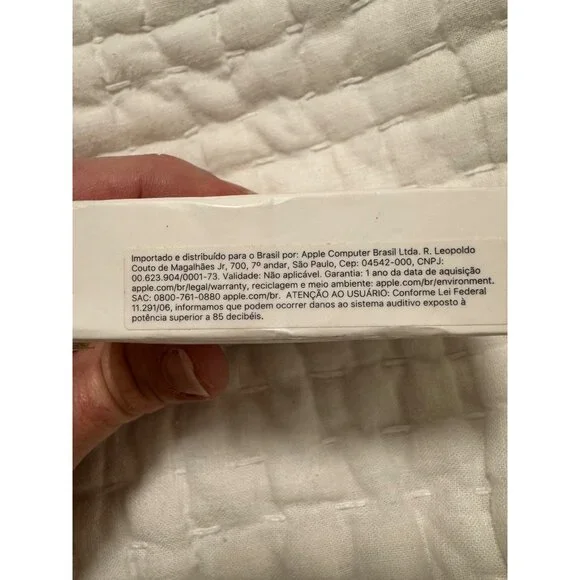 Importado e distribuído para o Brasil por: Apple Computer Brasil Ltda. R. Leopoldo
Couto de Magalhães Jr, 700, 7º andar, São Paulo, Cep: 04542-000, CNPJ:
00.623.904/0001-73. Validade: Não aplicável. Garantia: 1 ano da data de aquisição
apple.com/br/legal/warranty, reciclagem e meio ambiente: apple.com/br/environment.
SAC: 0800-761-0880 apple.com/br. ATENÇÃO AO USUÁRIO: Conforme Lei Federal
11.291/06, informamos que podem ocorrer danos ao sistema auditivo exposto à
potência superior a 85 decibéis.